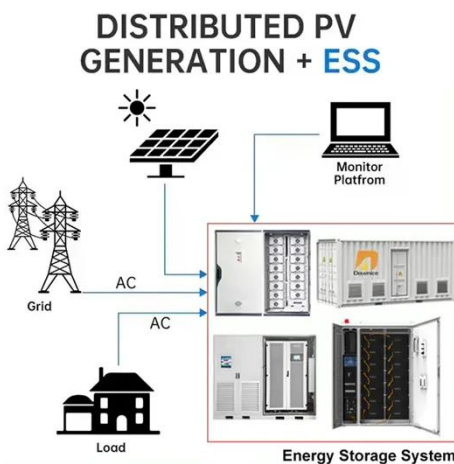 DISTRIBUTED PV
GENERATION + ESS
Monitor
Platfrom
AC
Grid
AC
Load
Energy Storage System